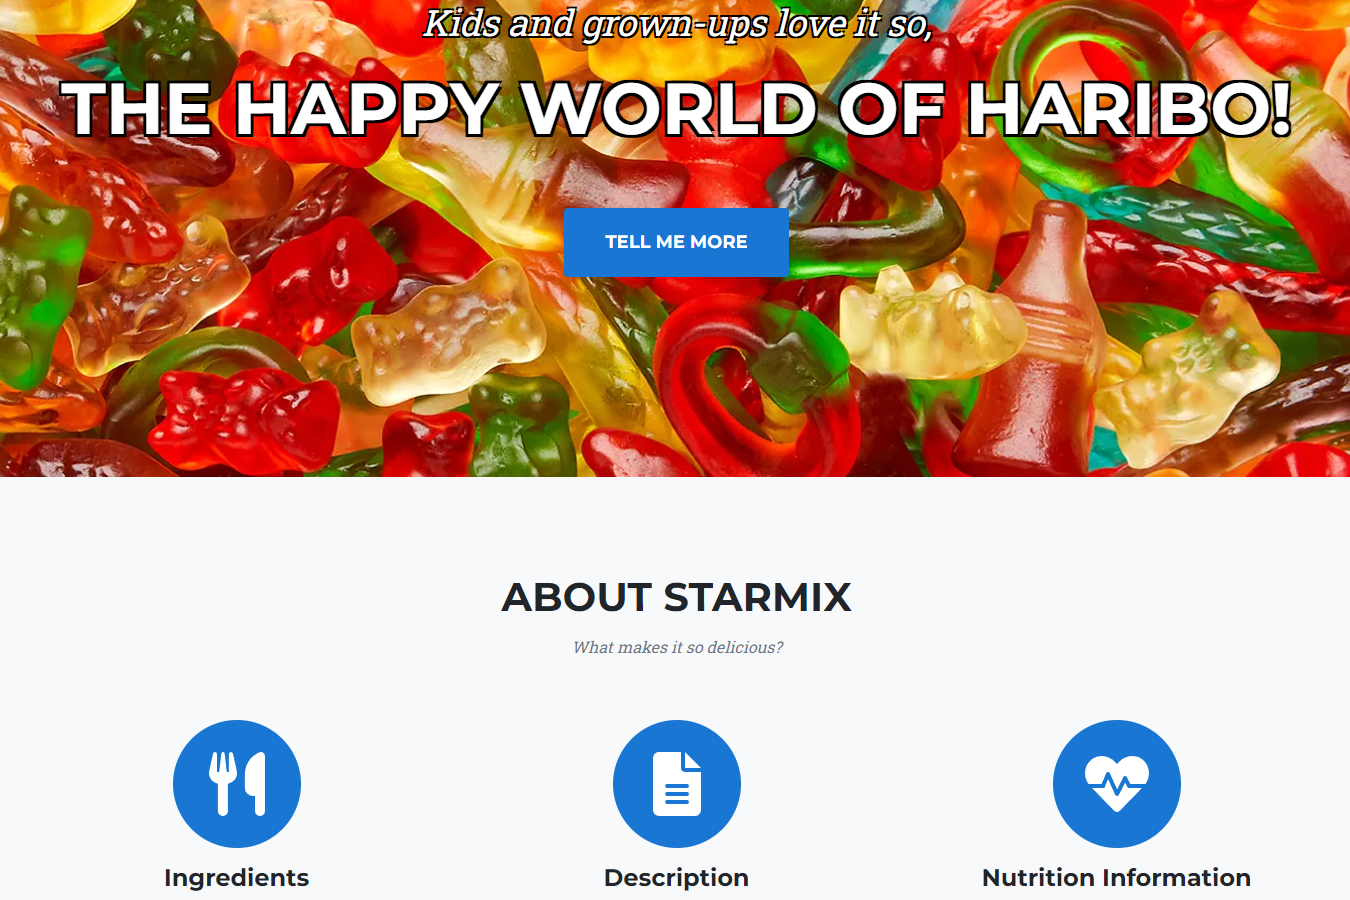 Kids and grown-ups love it so,
THE HAPPY WORLD OF HARIBO!
TELL ME MORE
ABOUT STARMIX
What makes it so delicious?
Ingredients
Description
Nutrition Information